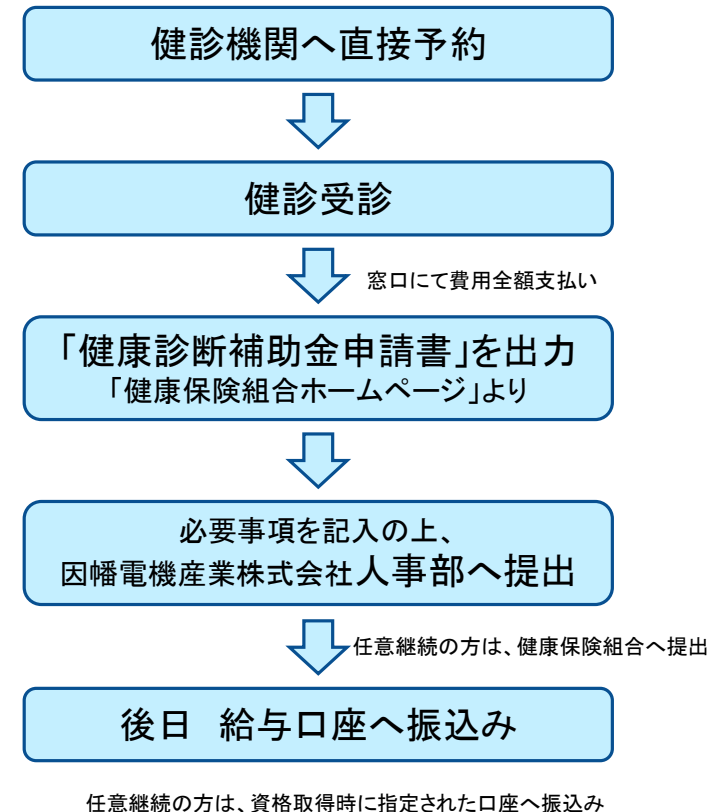 健診機関へ直接予約
健診受診
窓口にて費用全額支払い
「健康診断補助金申請書」を出力
「健康保険組合ホームページ」より
必要事項を記入の上、
因幡電機産業株式会社人事部へ提出
任意継続の方は、健康保険組合へ提出
後日　給与口座へ振込み
任意継続の方は、資格取得時に指定された口座へ振込み